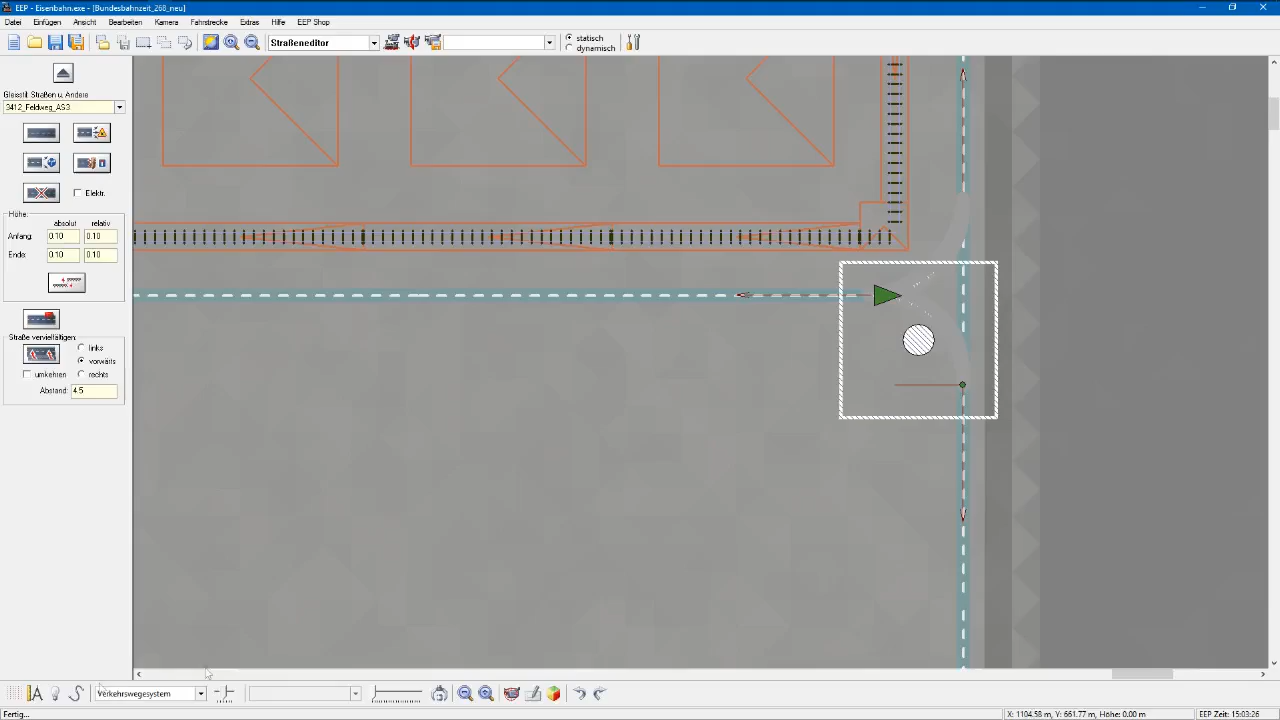 EEP - Eisenbahn.exe - [Bundesbahnzeit_268_neu]
Datei Einfügen Ansicht Bearbeiten Kamera Fahrstrecke Extras Hilfe EEP Shop
Straßeneditor
statisch
dynamisch
Gleisstil: Straßen u. Andere
3412_Feldweg_AS3
Elektr.
Höhe:
absolut relativ
Anfang: 0.10 0.10
Ende: 0.10 0.10
Straße vervielfältigen:
links
vorwärts
umkehren rechts
Abstand: 4.5
Verkehrswegesystem
Fertig... X: 1104.58 m, Y: 661.77 m, Höhe: 0.00 m EEP Zeit: 15:03:26